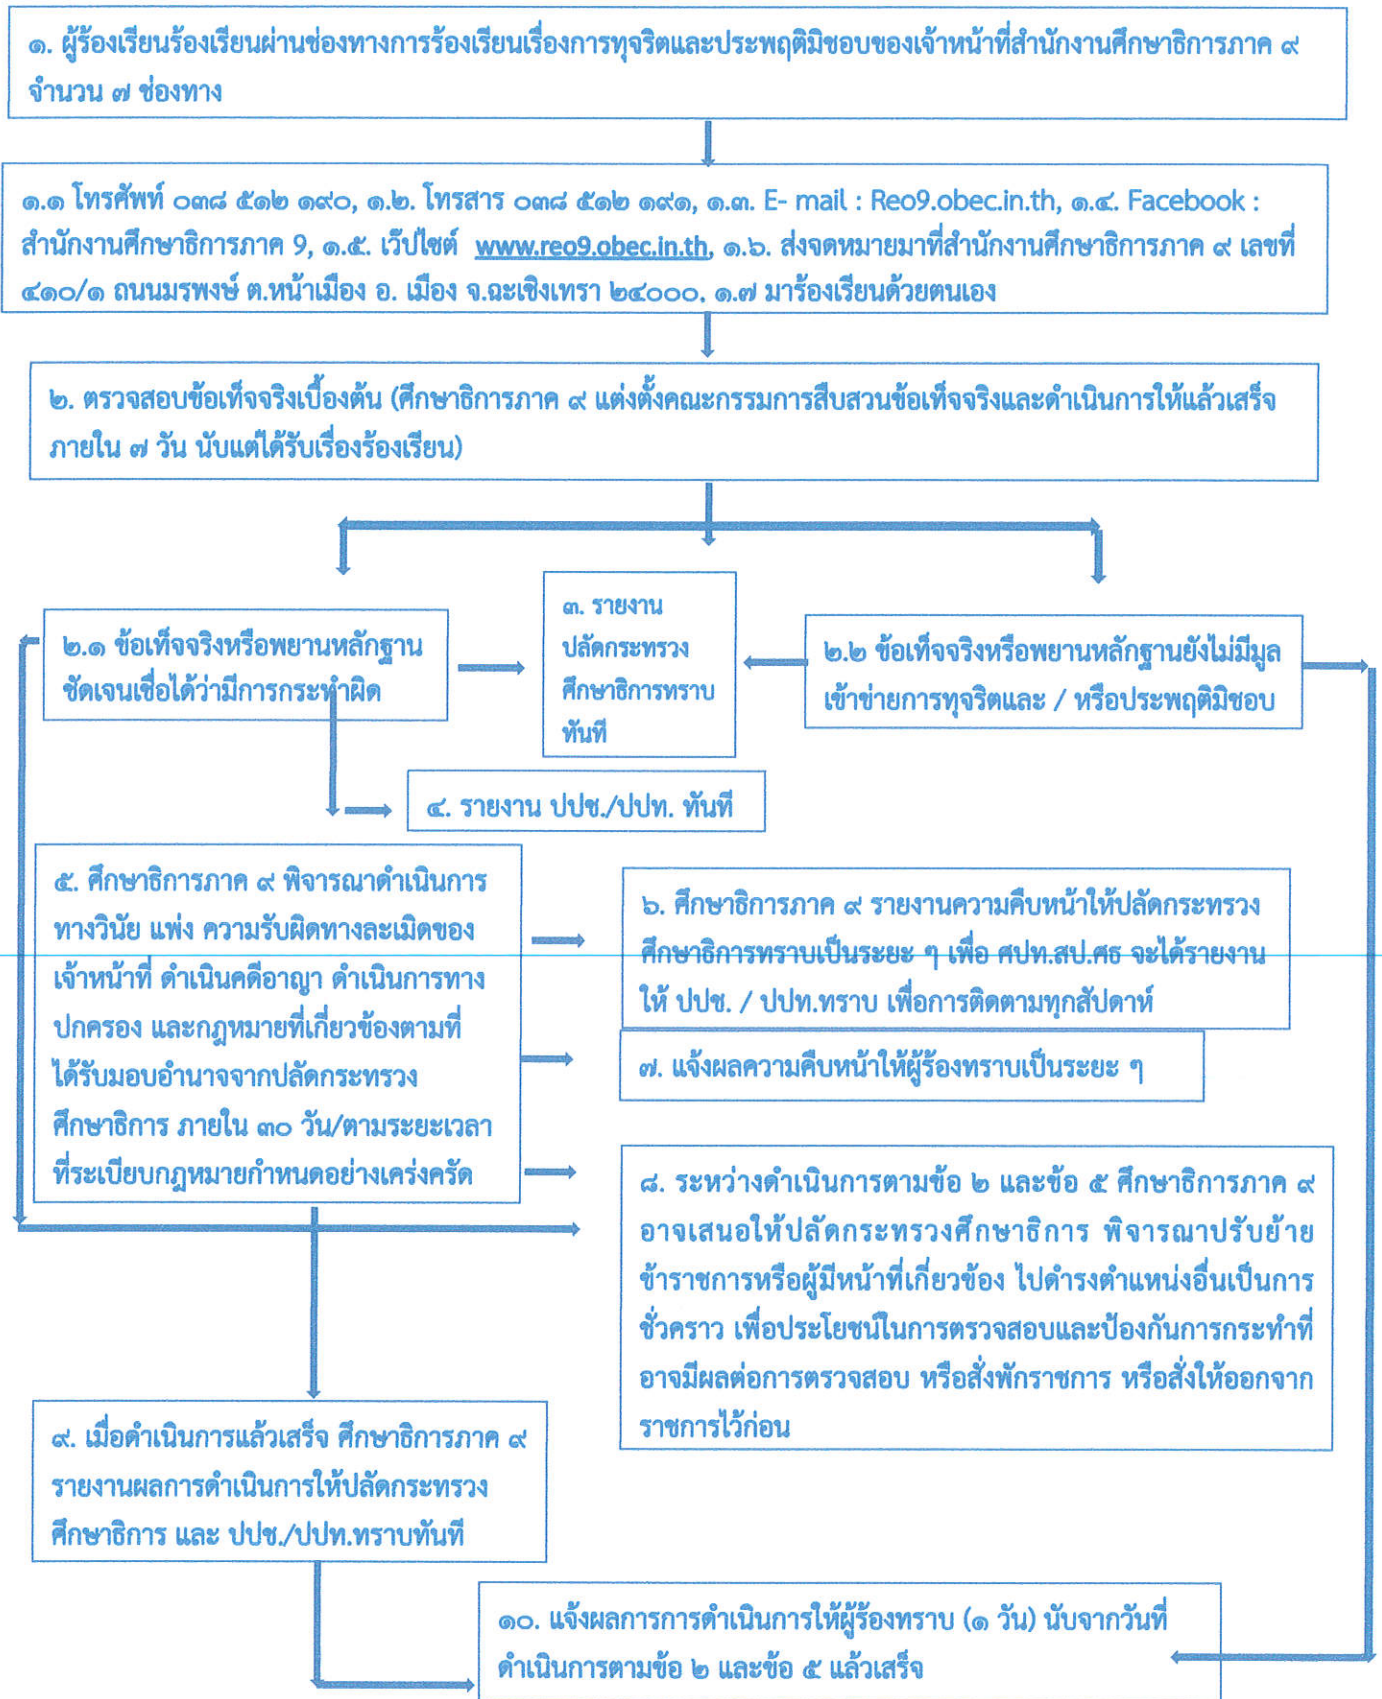 ๑. ผู้ร้องเรียนร้องเรียนผ่านช่องทางการร้องเรียนเรื่องการทุจริตและประพฤติมิชอบของเจ้าหน้าที่สำนักงานศึกษาธิการภาค ๙
จำนวน ๗ ช่องทาง
๑.๑ โทรศัพท์ ๐๓๘ ๕๑๒ ๑๙๐, ๑.๒. โทรสาร ๐๓๘ ๕๑๒ ๑๙๑, ๑.๓. E- mail : Reo9.obec.in.th, ๑.๔. Facebook :
สำนักงานศึกษาธิการภาค 9, ๑.๕. เว็ปไซต์ www.reo9.obec.in.th, ๑.๖. ส่งจดหมายมาที่สำนักงานศึกษาธิการภาค ๙ เลขที่
๔๑๐/๑ ถนนมรพงษ์ ต.หน้าเมือง อ. เมือง จ.ฉะเชิงเทรา ๒๔๐๐๐, ๑.๗ มาร้องเรียนด้วยตนเอง
๒. ตรวจสอบข้อเท็จจริงเบื้องต้น (ศึกษาธิการภาค ๙ แต่งตั้งคณะกรรมการสืบสวนข้อเท็จจริงและดำเนินการให้แล้วเสร็จ
ภายใน ๗ วัน นับแต่ได้รับเรื่องร้องเรียน)
๒.๑ ข้อเท็จจริงหรือพยานหลักฐาน
ชัดเจนเชื่อได้ว่ามีการกระทำผิด
๓. รายงาน
ปลัดกระทรวง
ศึกษาธิการทราบ
ทันที
๒.๒ ข้อเท็จจริงหรือพยานหลักฐานยังไม่มีมูล
เข้าข่ายการทุจริตและ / หรือประพฤติมิชอบ
๔. รายงาน ปปช./ปปท. ทันที
๕. ศึกษาธิการภาค ๙ พิจารณาดำเนินการ
ทางวินัย แพ่ง ความรับผิดทางละเมิดของ
เจ้าหน้าที่ ดำเนินคดีอาญา ดำเนินการทาง
ปกครอง และกฎหมายที่เกี่ยวข้องตามที่
ได้รับมอบอำนาจจากปลัดกระทรวง
ศึกษาธิการ ภายใน ๓๐ วัน/ตามระยะเวลา
ที่ระเบียบกฎหมายกำหนดอย่างเคร่งครัด
๖. ศึกษาธิการภาค ๙ รายงานความคืบหน้าให้ปลัดกระทรวง
ศึกษาธิการทราบเป็นระยะ ๆ เพื่อ ศปท.สป.ศธ จะได้รายงาน
ให้ ปปช. / ปปท.ทราบ เพื่อการติดตามทุกสัปดาห์
๗. แจ้งผลความคืบหน้าให้ผู้ร้องทราบเป็นระยะ ๆ
๘. ระหว่างดำเนินการตามข้อ ๒ และข้อ ๕ ศึกษาธิการภาค ๙
อาจเสนอให้ปลัดกระทรวงศึกษาธิการ พิจารณาปรับย้าย
ข้าราชการหรือผู้มีหน้าที่เกี่ยวข้อง ไปดำรงตำแหน่งอื่นเป็นการ
ชั่วคราว เพื่อประโยชน์ในการตรวจสอบและป้องกันการกระทำที่
อาจมีผลต่อการตรวจสอบ หรือสั่งพักราชการ หรือสั่งให้ออกจาก
ราชการไว้ก่อน
๙. เมื่อดำเนินการแล้วเสร็จ ศึกษาธิการภาค ๙
รายงานผลการดำเนินการให้ปลัดกระทรวง
ศึกษาธิการ และ ปปช./ปปท.ทราบทันที
๑๐. แจ้งผลการการดำเนินการให้ผู้ร้องทราบ (๑ วัน) นับจากวันที่
ดำเนินการตามข้อ ๒ และข้อ ๕ แล้วเสร็จ